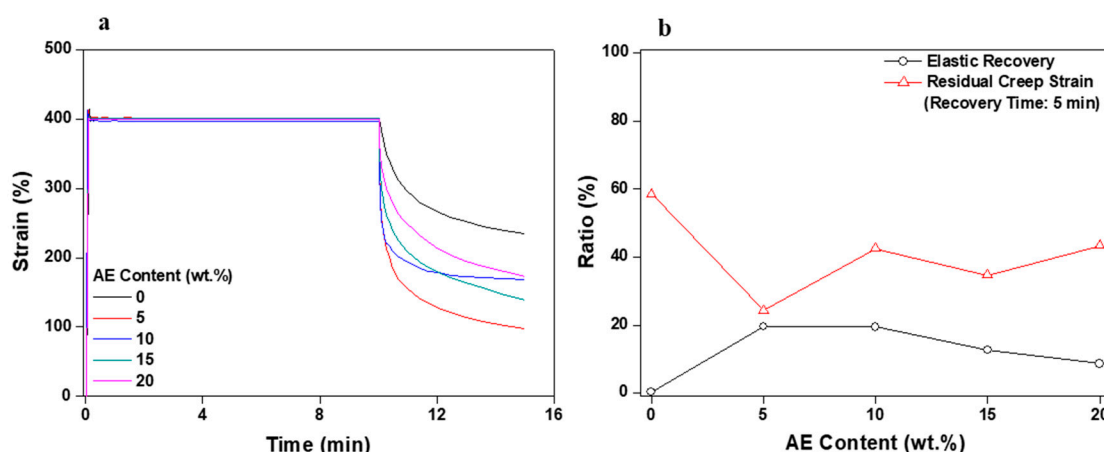 a
500
400
300
200
100
0
Strain (%)
AE Content (wt.%)
0
5
10
15
20
0
4
8
12
16
Time (min)
b
100
80
60
40
20
0
Ratio (%)
Elastic Recovery
Residual Creep Strain
(Recovery Time: 5 min)
0
5
10
15
20
AE Content (wt.%)